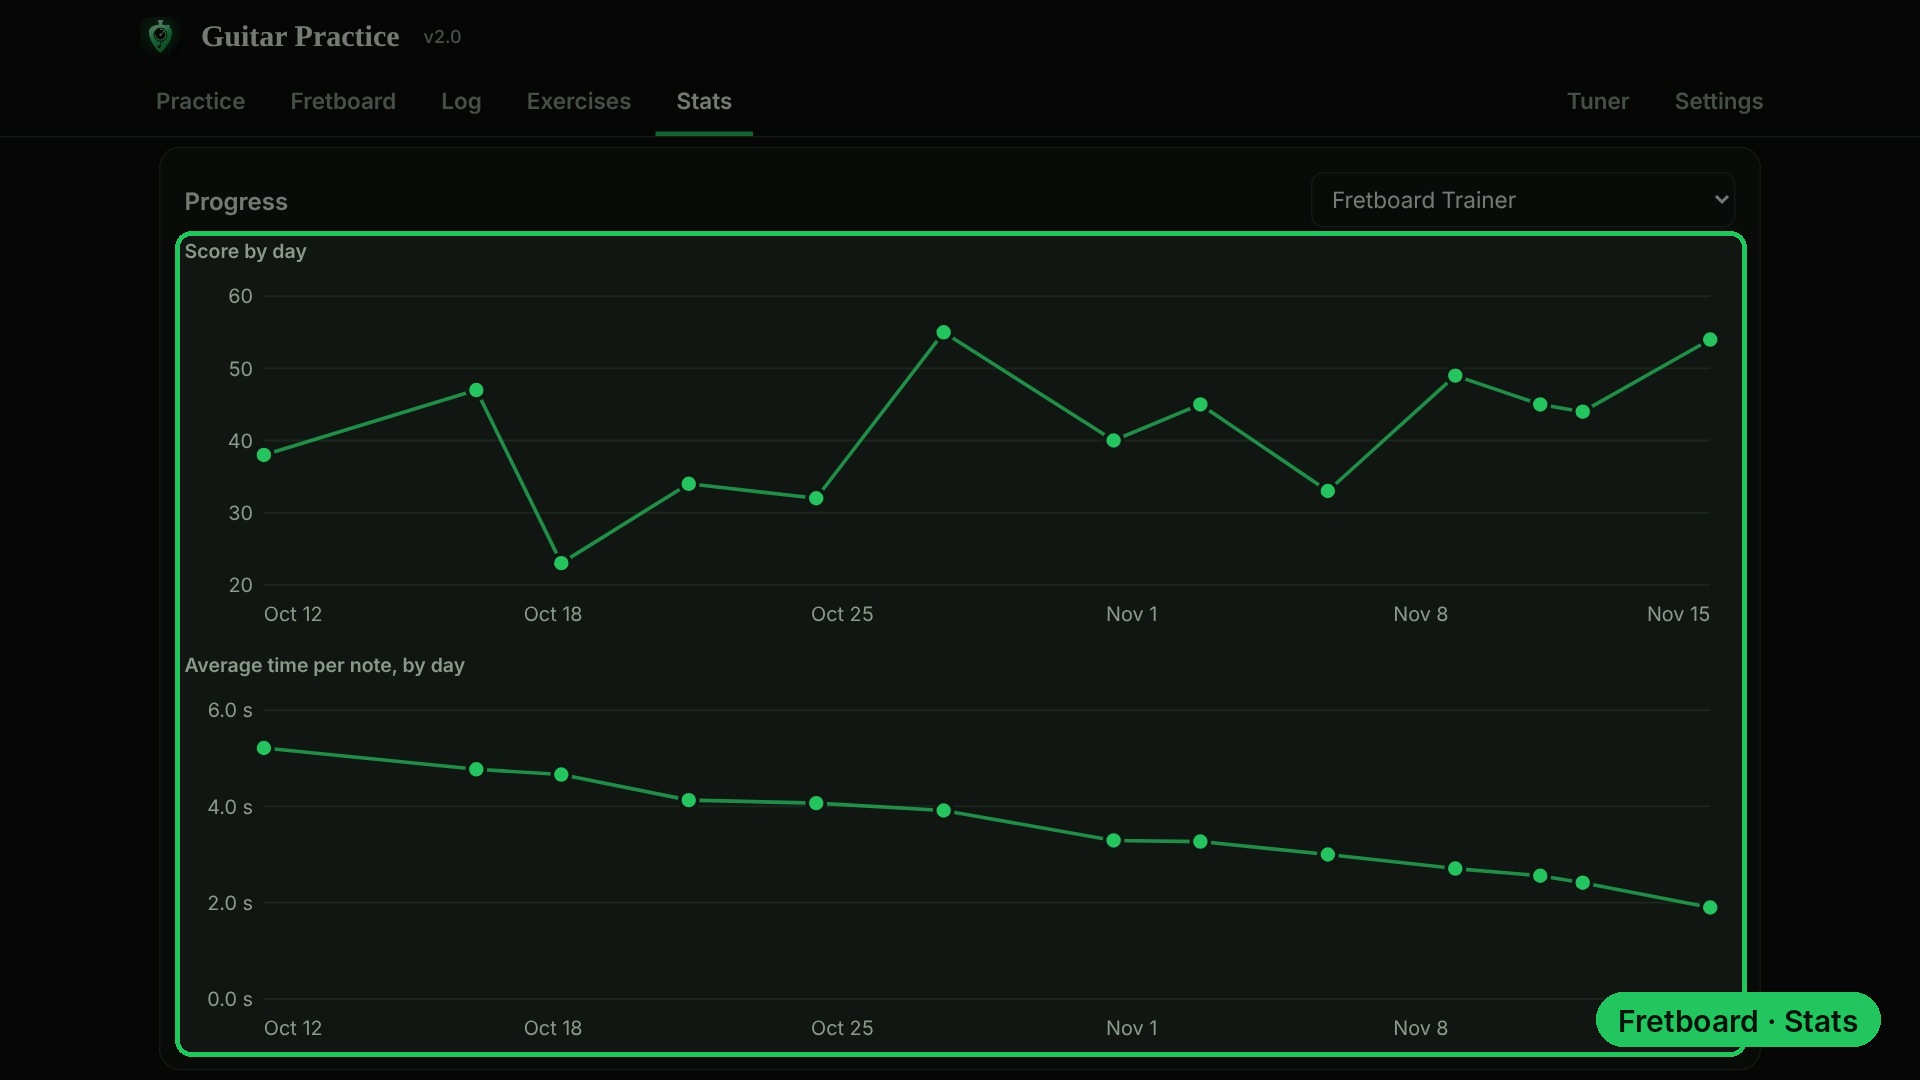 Guitar Practice v2.0
Practice Fretboard Log Exercises Stats Tuner Settings
Progress Fretboard Trainer
Score by day
60
50
40
30
20
Oct 12 Oct 18 Oct 25 Nov 1 Nov 8 Nov 15
Average time per note, by day
6.0 s
4.0 s
2.0 s
0.0 s
Oct 12 Oct 18 Oct 25 Nov 1 Nov 8
Fretboard · Stats